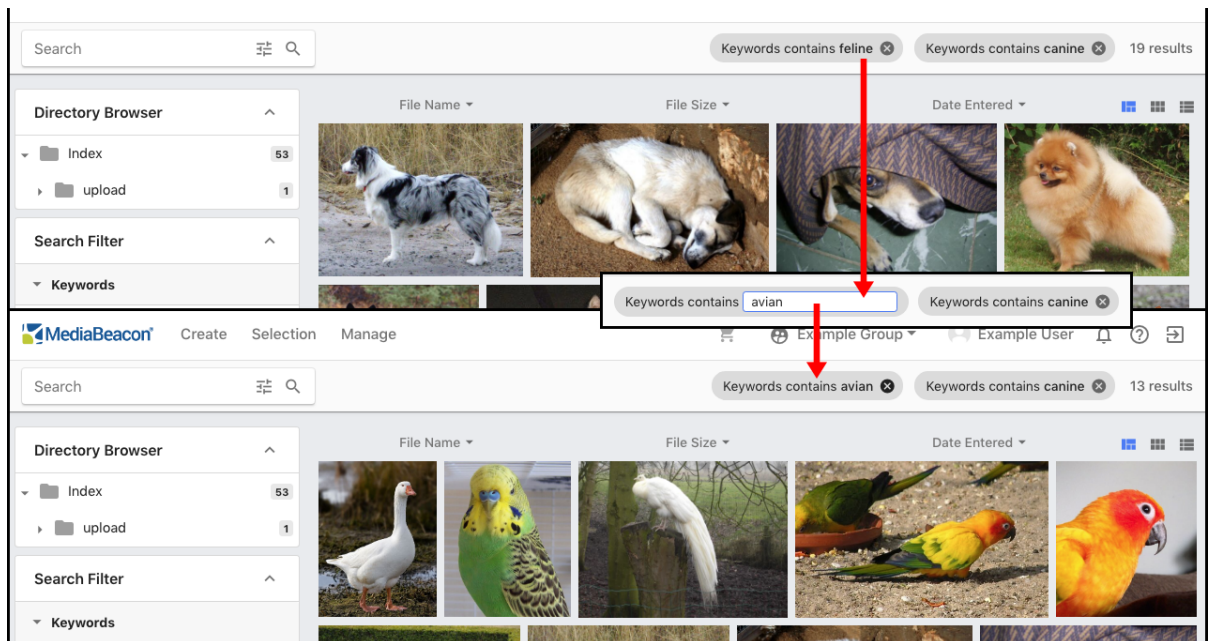 Search
Keywords contains feline
Keywords contains canine
19 results
Directory Browser
File Name
File Size
Date Entered
Index
53
upload
1
Search Filter
Keywords
Keywords contains avian
Keywords contains canine
MediaBeacon®
Create
Selection
Manage
Example Group
Example User
Search
Keywords contains avian
Keywords contains canine
13 results
Directory Browser
File Name
File Size
Date Entered
Index
53
upload
1
Search Filter
Keywords